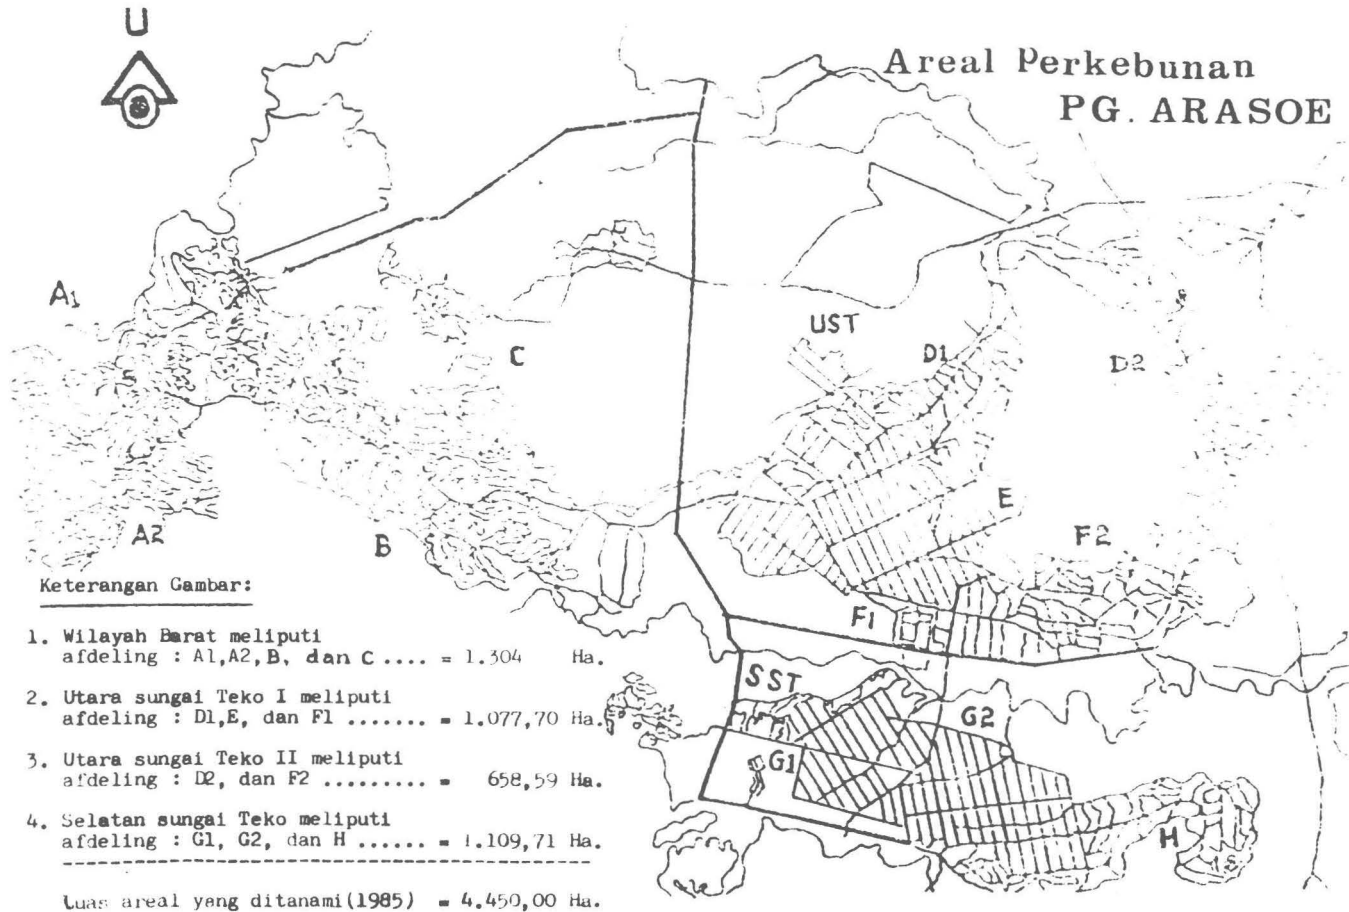 U
Areal Perkebunan
PG. ARASOE
A1
UST
D1
D2
C
E
A2
B
F2
F1
SST
G2
G1
H
Keterangan Gambar:
1. Wilayah Barat meliputi
afdeling : A1,A2,B, dan C .... = 1.304 Ha.
2. Utara sungai Teko I meliputi
afdeling : D1,E, dan F1 ....... = 1.077,70 Ha.
3. Utara sungai Teko II meliputi
afdeling : D2, dan F2 ......... = 658,59 Ha.
4. Selatan sungai Teko meliputi
afdeling : G1, G2, dan H ...... = 1.109,71 Ha.
Luas areal yang ditanami(1985) = 4.450,00 Ha.